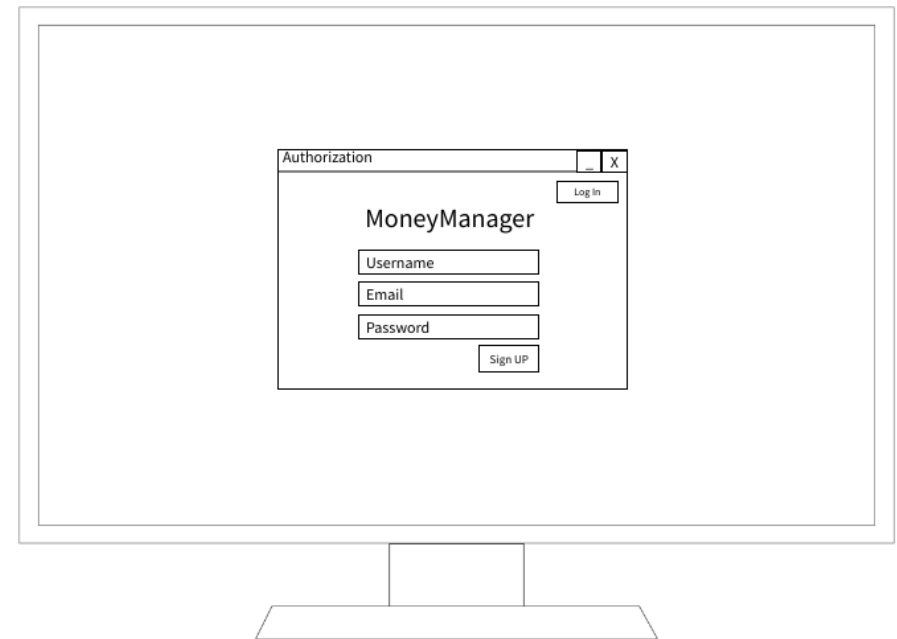 Authorization
_ X
Log In
MoneyManager
Username
Email
Password
Sign UP